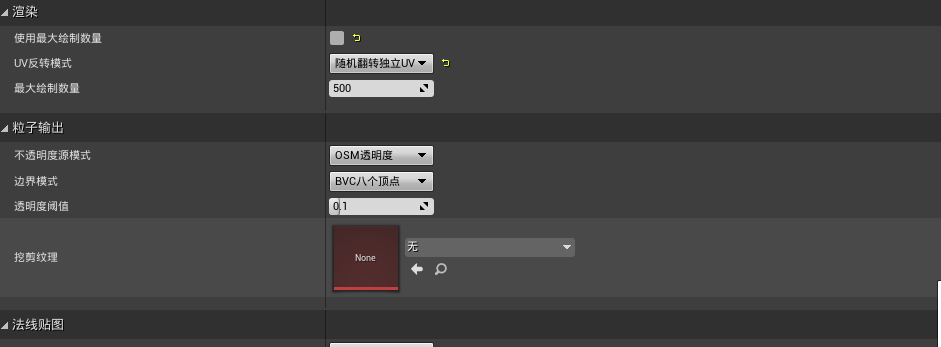 渲染
使用最大绘制数量
UV反转模式 随机翻转独立UV
最大绘制数量 500
粒子输出
不透明度源模式 OSM透明度
边界模式 BVC八个顶点
透明度阈值 0.1
挖剪纹理 None 无
法线贴图